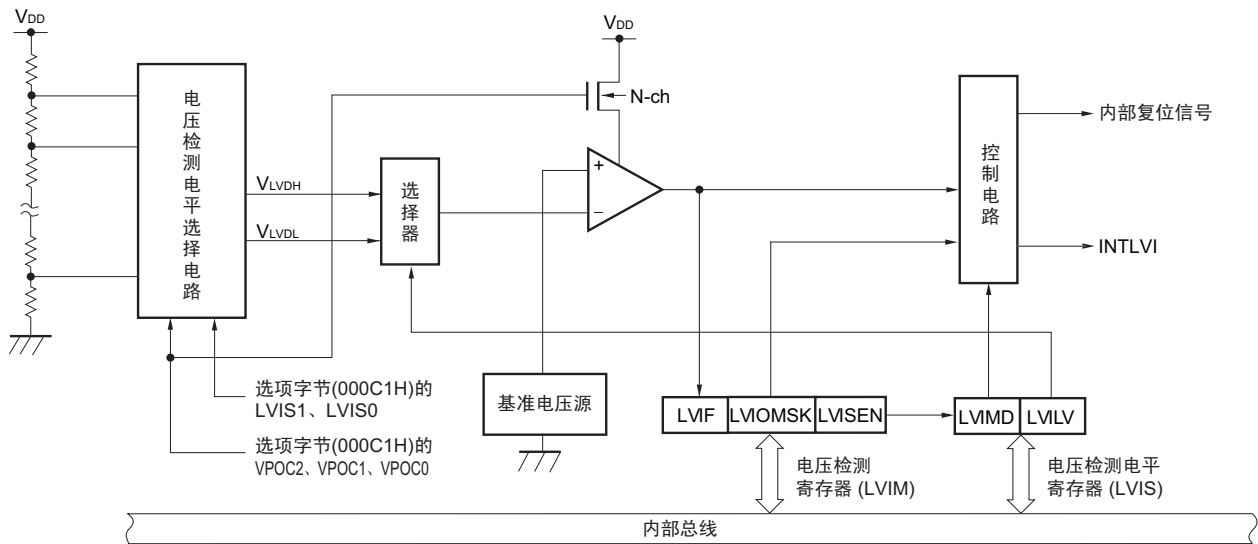 VDD
电压检测电平选择电路
VLVDH
VLVDL
选择器
VDD
N-ch
+
−
控制电路
内部复位信号
INTLVI
选项字节(000C1H)的
LVIS1、LVIS0
选项字节(000C1H)的
VPOC2、VPOC1、VPOC0
基准电压源
LVIF
LVIOMSK
LVISEN
LVIMD
LVILV
电压检测
寄存器 (LVIM)
电压检测电平
寄存器 (LVIS)
内部总线